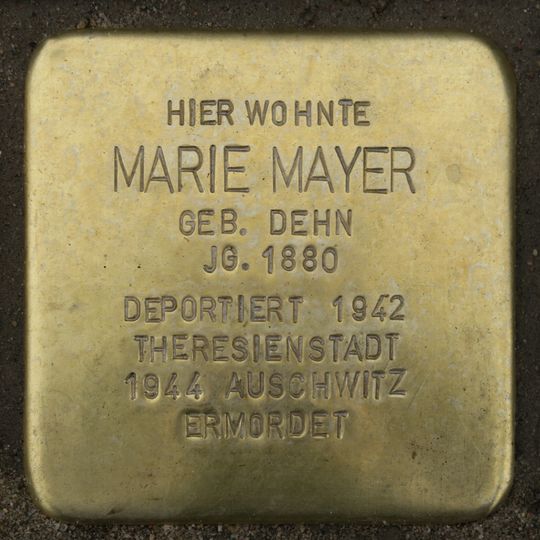 HIER WOHNTE
MARIE MAYER
GEB. DEHN
JG. 1880
DEPORTIERT 1942
THERESIENSTADT
1944 AUSCHWITZ
ERMORDET